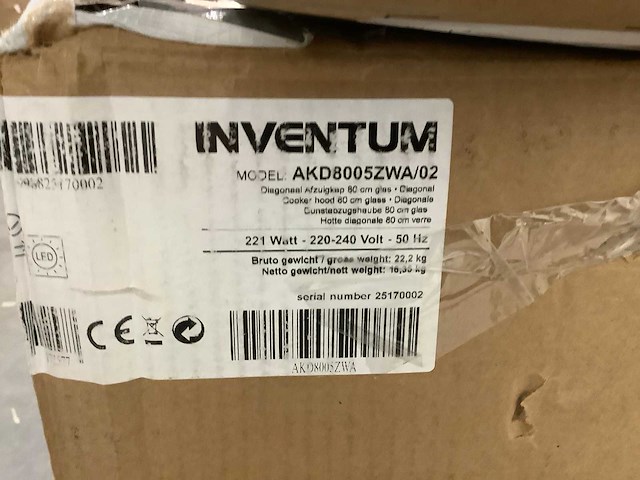 INVENTUM
MODEL: AKD8005ZWA/02
Diagonaal Afzuigkap 80 cm glas • Diagonal
Cooker hood 80 cm glass • Diagonale
Dunstabzugshaube 80 cm glas
Hotte diagonale 80 cm verre
221 Watt - 220-240 Volt - 50 Hz
Bruto gewicht / gross weight: 22,2 kg
Netto gewicht/nett weight: kg
serial number 25170002
LED
CE
AKD8005ZWA